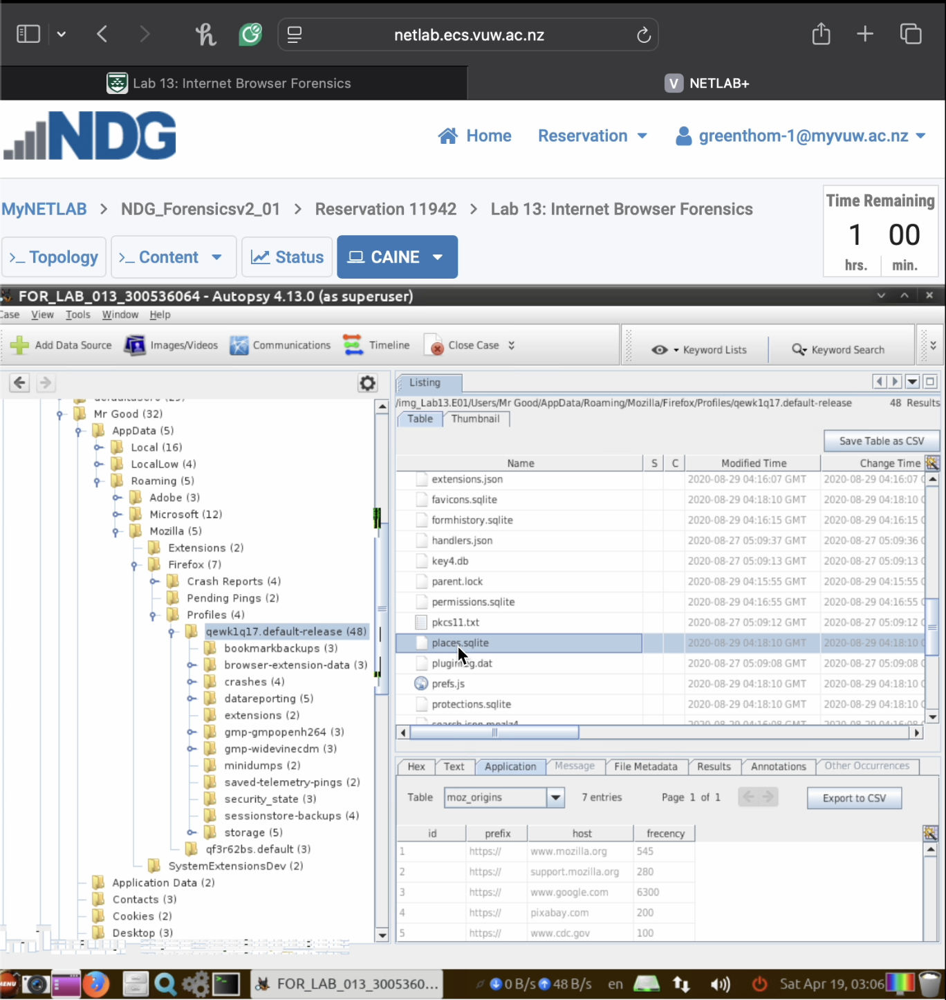 netlab.ecs.vuw.ac.nz
Lab 13: Internet Browser Forensics
V NETLAB+
NDG
Home
Reservation
greenthom-1@myvuw.ac.nz
MyNETLAB > NDG_Forensicsv2_01 > Reservation 11942 > Lab 13: Internet Browser Forensics
Time Remaining
1 00
hrs. min.
>_ Topology
>_ Content
Status
CAINE
FOR_LAB_013_300536064 - Autopsy 4.13.0 (as superuser)
Case View Tools Window Help
Add Data Source
Images/Videos
Communications
Timeline
Close Case
Keyword Lists
Keyword Search
Mr Good (32)
AppData (5)
Local (16)
LocalLow (4)
Roaming (5)
Adobe (3)
Microsoft (12)
Mozilla (5)
Extensions (2)
Firefox (7)
Crash Reports (4)
Pending Pings (2)
Profiles (4)
qewk1q17.default-release (48)
bookmarkbackups (3)
browser-extension-data (3)
crashes (4)
datareporting (5)
extensions (2)
gmp-gmpopenh264 (3)
gmp-widevinecdm (3)
minidumps (2)
saved-telemetry-pings (2)
security_state (3)
sessionstore-backups (4)
storage (5)
qf3r62bs.default (3)
SystemExtensionsDev (2)
Application Data (2)
Contacts (3)
Cookies (2)
Desktop (3)
Listing
/img_Lab13.E01/Users/Mr Good/AppData/Roaming/Mozilla/Firefox/Profiles/qewk1q17.default-release 48 Results
Table Thumbnail
Save Table as CSV
Name S C Modified Time Change Time
extensions.json 2020-08-29 04:16:07 GMT 2020-08-29 04:16:07
favicons.sqlite 2020-08-29 04:18:10 GMT 2020-08-29 04:18:10
formhistory.sqlite 2020-08-29 04:16:15 GMT 2020-08-29 04:16:15
handlers.json 2020-08-27 05:09:37 GMT 2020-08-27 05:09:36
key4.db 2020-08-27 05:09:13 GMT 2020-08-27 05:09:13
parent.lock 2020-08-29 04:15:55 GMT 2020-08-29 04:15:55
permissions.sqlite 2020-08-29 04:16:55 GMT 2020-08-29 04:16:55
pkcs11.txt 2020-08-27 05:09:12 GMT 2020-08-27 05:09:12
places.sqlite 2020-08-29 04:18:10 GMT 2020-08-29 04:18:10
2020-08-27 05:09:08 GMT 2020-08-27 05:09:08
prefs.js 2020-08-29 04:18:10 GMT 2020-08-29 04:18:10
protections.sqlite 2020-08-29 04:18:10 GMT 2020-08-29 04:18:10
Hex Text Application Message File Metadata Results Annotations Other Occurrences
Table moz_origins 7 entries Page 1 of 1 Export to CSV
id prefix host frecency
1 https:// www.mozilla.org 545
2 https:// support.mozilla.org 280
3 https:// www.google.com 6300
4 https:// pixabay.com 200
5 https:// www.cdc.gov 100
MENU
FOR_LAB_013_3005360...
0 B/s 48 B/s en
Sat Apr 19, 03:06